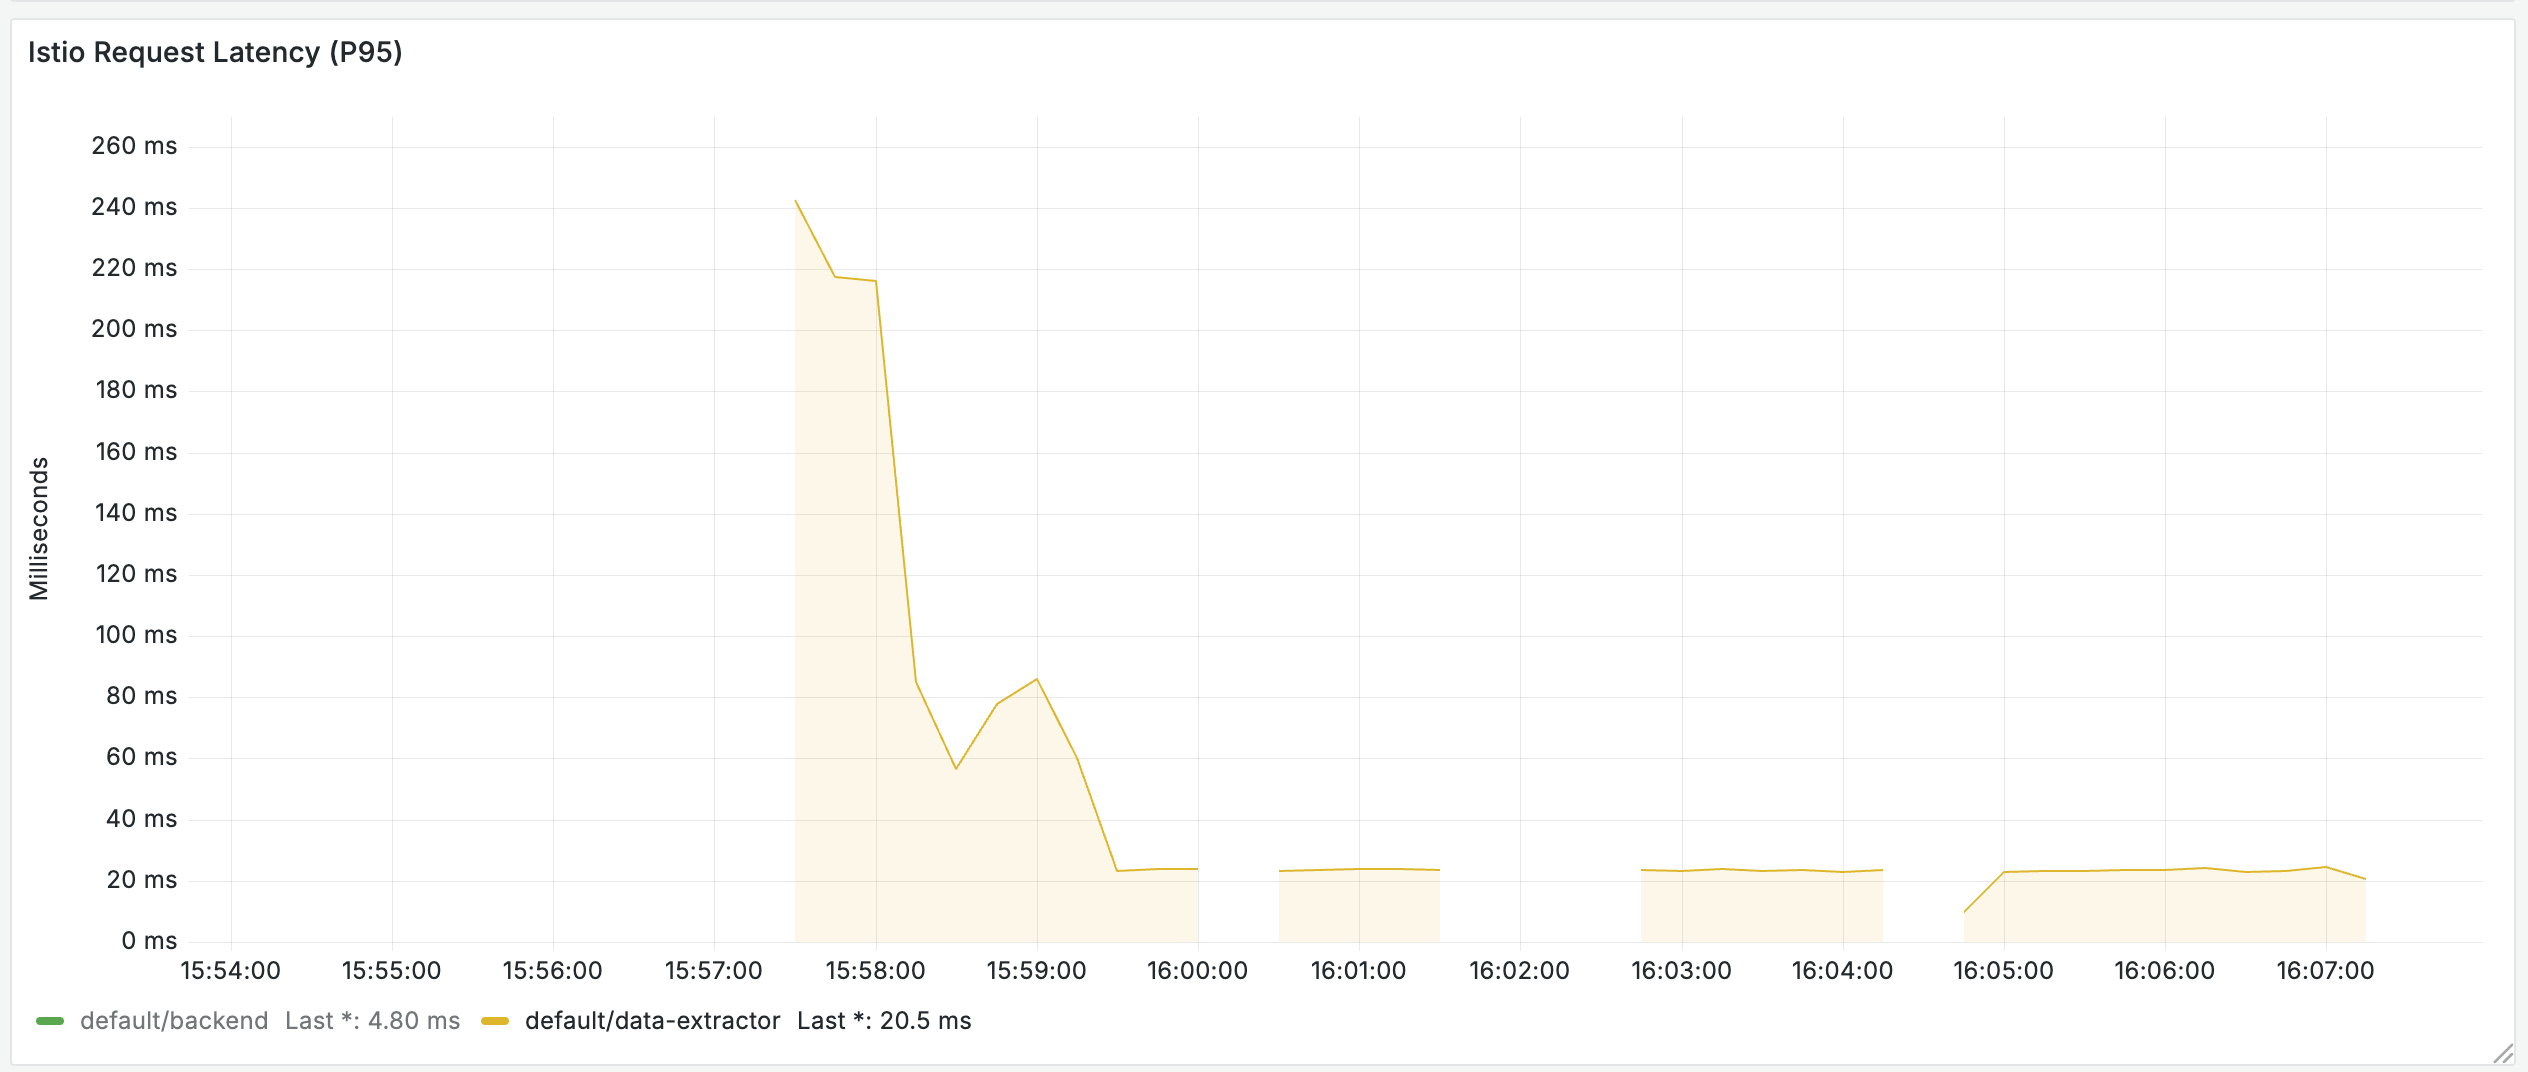 Istio Request Latency (P95)
260 ms
240 ms
220 ms
200 ms
180 ms
160 ms
140 ms
120 ms
100 ms
80 ms
60 ms
40 ms
20 ms
0 ms
Milliseconds
15:54:00 15:55:00 15:56:00 15:57:00 15:58:00 15:59:00 16:00:00 16:01:00 16:02:00 16:03:00 16:04:00 16:05:00 16:06:00 16:07:00
default/backend Last *: 4.80 ms default/data-extractor Last *: 20.5 ms